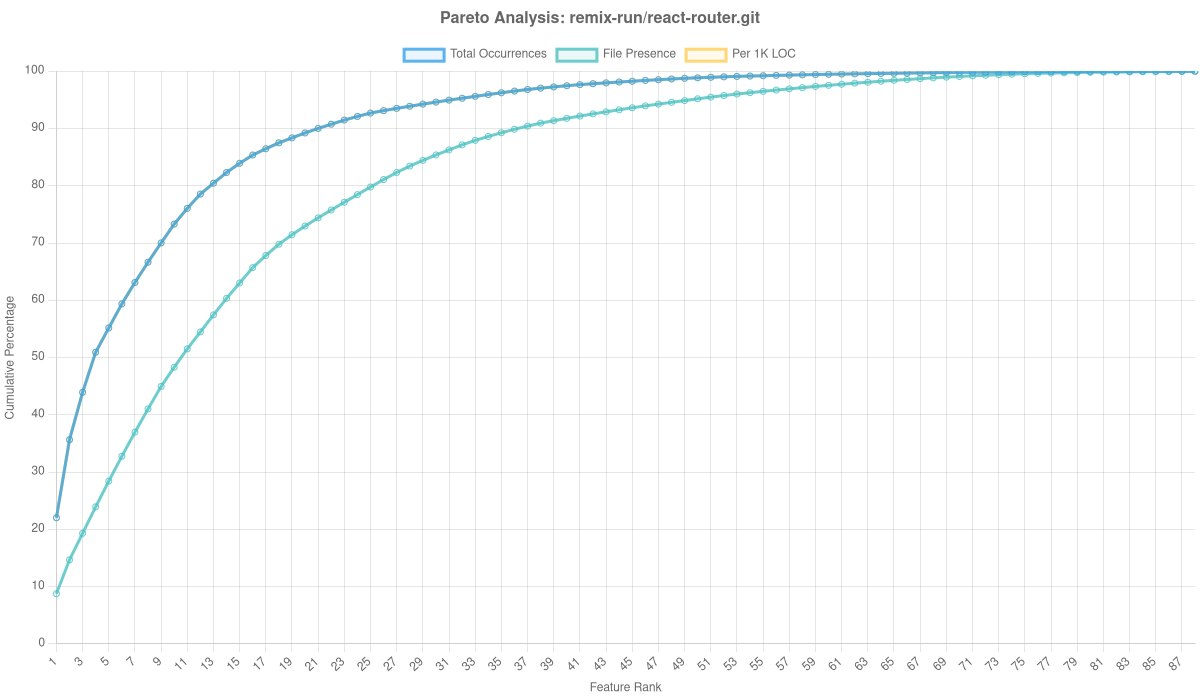 Pareto Analysis: remix-run/react-router.git
Total Occurrences File Presence Per 1K LOC
100
90
80
70
60
50
40
30
20
10
0
Cumulative Percentage
1 3 5 7 9 11 13 15 17 19 21 23 25 27 29 31 33 35 37 39 41 43 45 47 49 51 53 55 57 59 61 63 65 67 69 71 73 75 77 79 81 83 85 87
Feature Rank